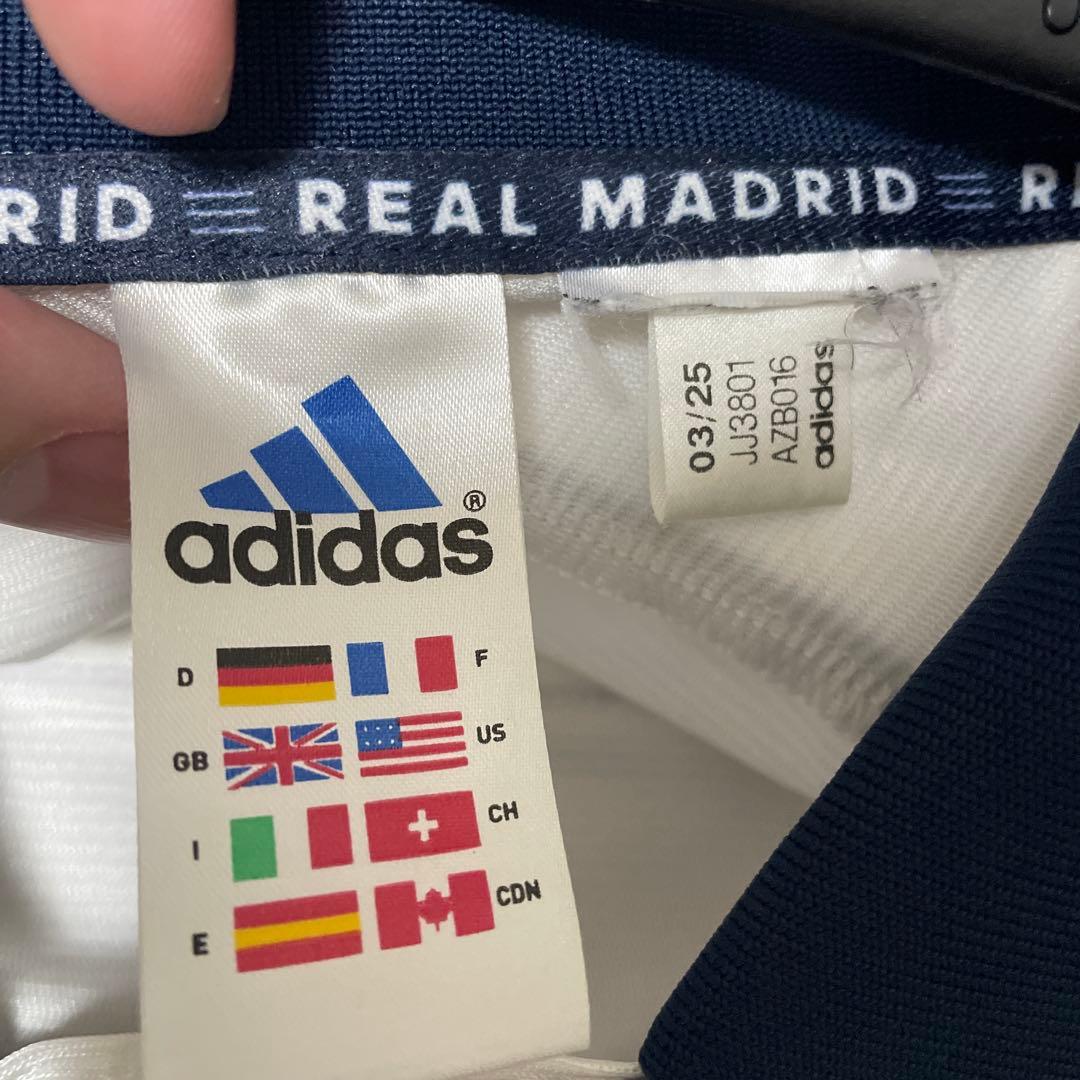 RID REAL MADRID R
adidas®
D F
GB US
I CH
E CDN
03/25
JJ3801
AZB016
adidas